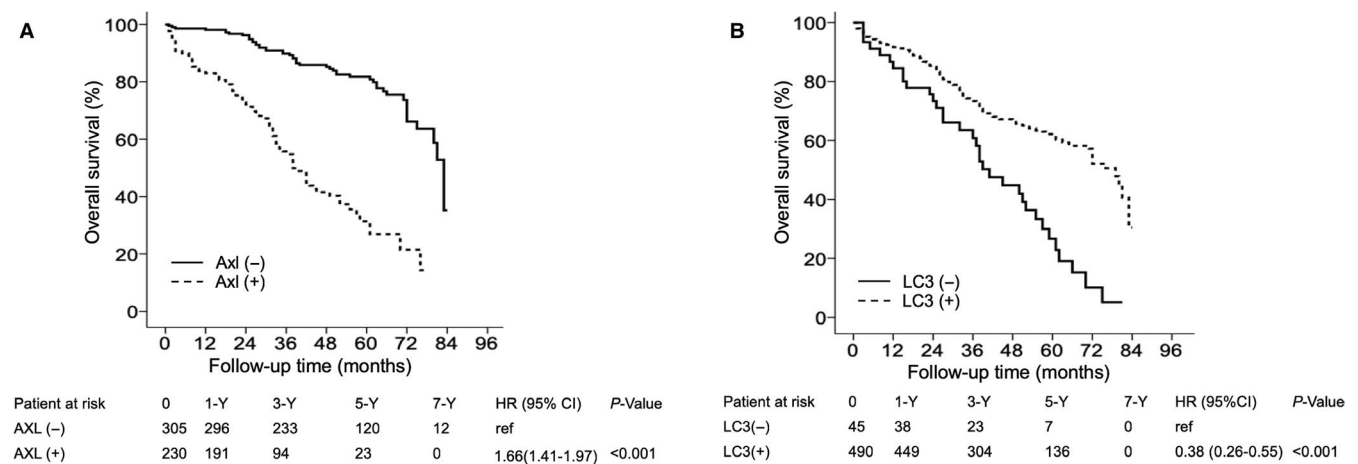 A
Overall survival (%)
100
80
60
40
20
0
Axl (–)
Axl (+)
0 12 24 36 48 60 72 84 96
Follow-up time (months)
Patient at risk 0 1-Y 3-Y 5-Y 7-Y HR (95% CI) P-Value
AXL (–) 305 296 233 120 12 ref
AXL (+) 230 191 94 23 0 1.66(1.41-1.97) <0.001
B
Overall survival (%)
100
80
60
40
20
0
LC3 (–)
LC3 (+)
0 12 24 36 48 60 72 84 96
Follow-up time (months)
Patient at risk 0 1-Y 3-Y 5-Y 7-Y HR (95%CI) P-Value
LC3(–) 45 38 23 7 0 ref
LC3(+) 490 449 304 136 0 0.38 (0.26-0.55) <0.001